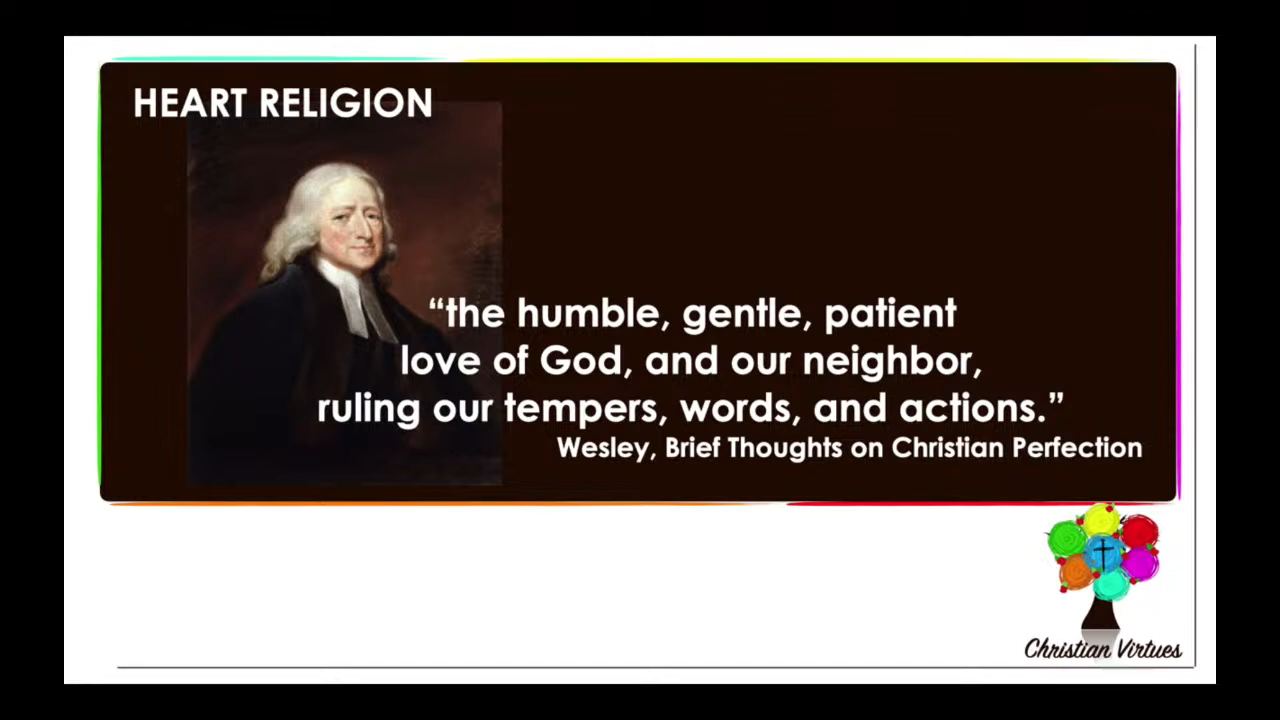 HEART RELIGION
“the humble, gentle, patient
love of God, and our neighbor,
ruling our tempers, words, and actions.”
Wesley, Brief Thoughts on Christian Perfection
Christian Virtues